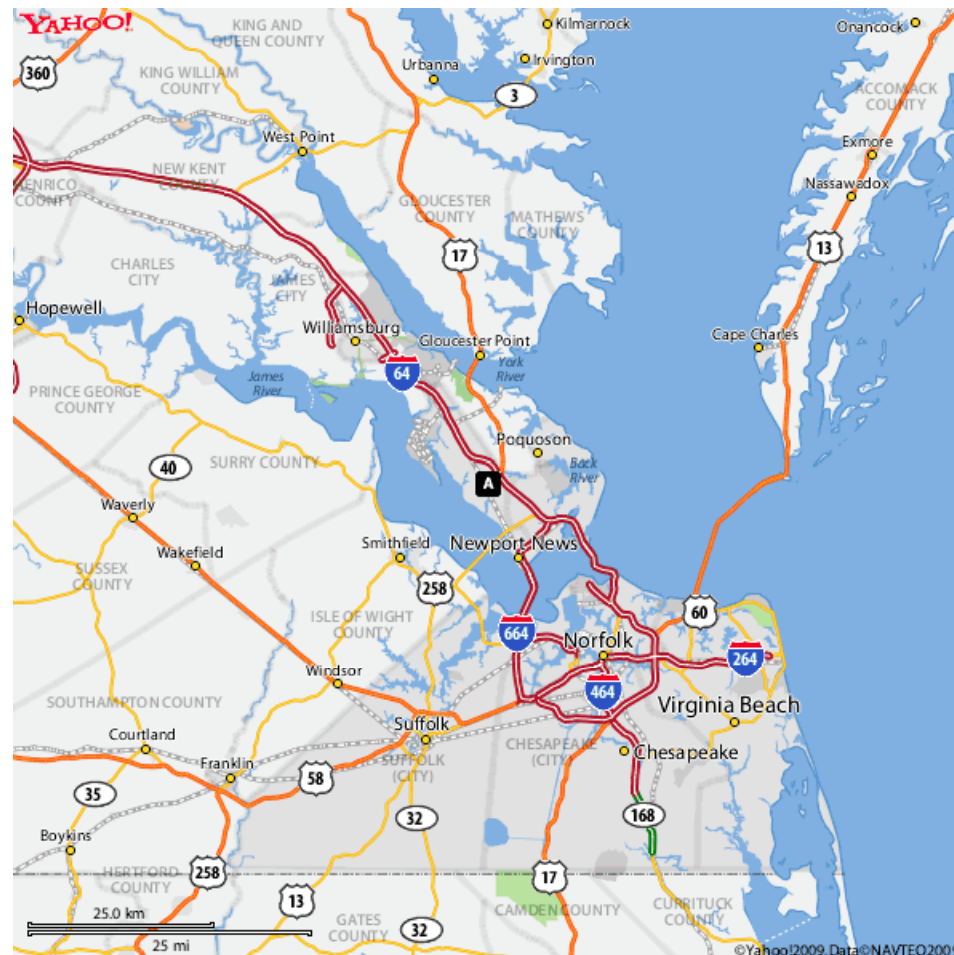 YAHOO!
KING AND
QUEEN COUNTY
Kilmarnock
Onancock
360
KING WILLIAM
COUNTY
Urbanna
Irvington
3
ACCOMACK
COUNTY
West Point
Exmore
NEW KENT
COUNTY
HENRICO
COUNTY
Nassawadox
GLOUCESTER
COUNTY
MATHEWS
COUNTY
17
13
CHARLES
CITY
JAMES
CITY
Hopewell
Williamsburg
Gloucester Point
Cape Charles
James
River
64
York
River
PRINCE GEORGE
COUNTY
Poquoson
Back
River
40
SURRY COUNTY
A
Waverly
Smithfield
Newport News
Wakefield
SUSSEX
COUNTY
258
ISLE OF WIGHT
COUNTY
60
664
Norfolk
264
Windsor
464
SOUTHAMPTON COUNTY
Virginia Beach
Suffolk
Courtland
CHESAPEAKE
(CITY)
Chesapeake
SUFFOLK
(CITY)
Franklin
58
35
32
168
Boykins
HERTFORD
COUNTY
258
17
13
CAMDEN COUNTY
CURRITUCK
COUNTY
25.0 km
GATES
COUNTY
32
25 mi
©Yahoo!2009, Data©NAVTEQ2009